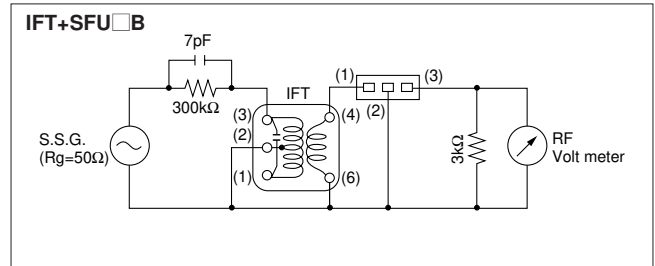 IFT+SFU□B
7pF
300kΩ
IFT
(1)
(3)
(2)
(3)
(4)
(2)
(1)
(6)
S.S.G.
(Rg=50Ω)
3kΩ
RF
Volt meter